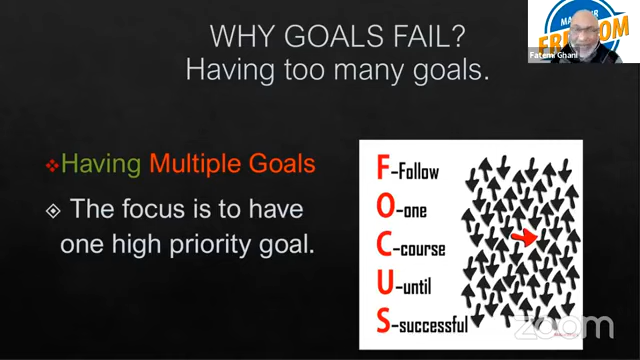 WHY GOALS FAIL?
Having too many goals.
FREEDOM
Fatemi Ghani
Having Multiple Goals
The focus is to have
one high priority goal.
F-Follow
O-one
C-course
U-until
S-successful
zoom